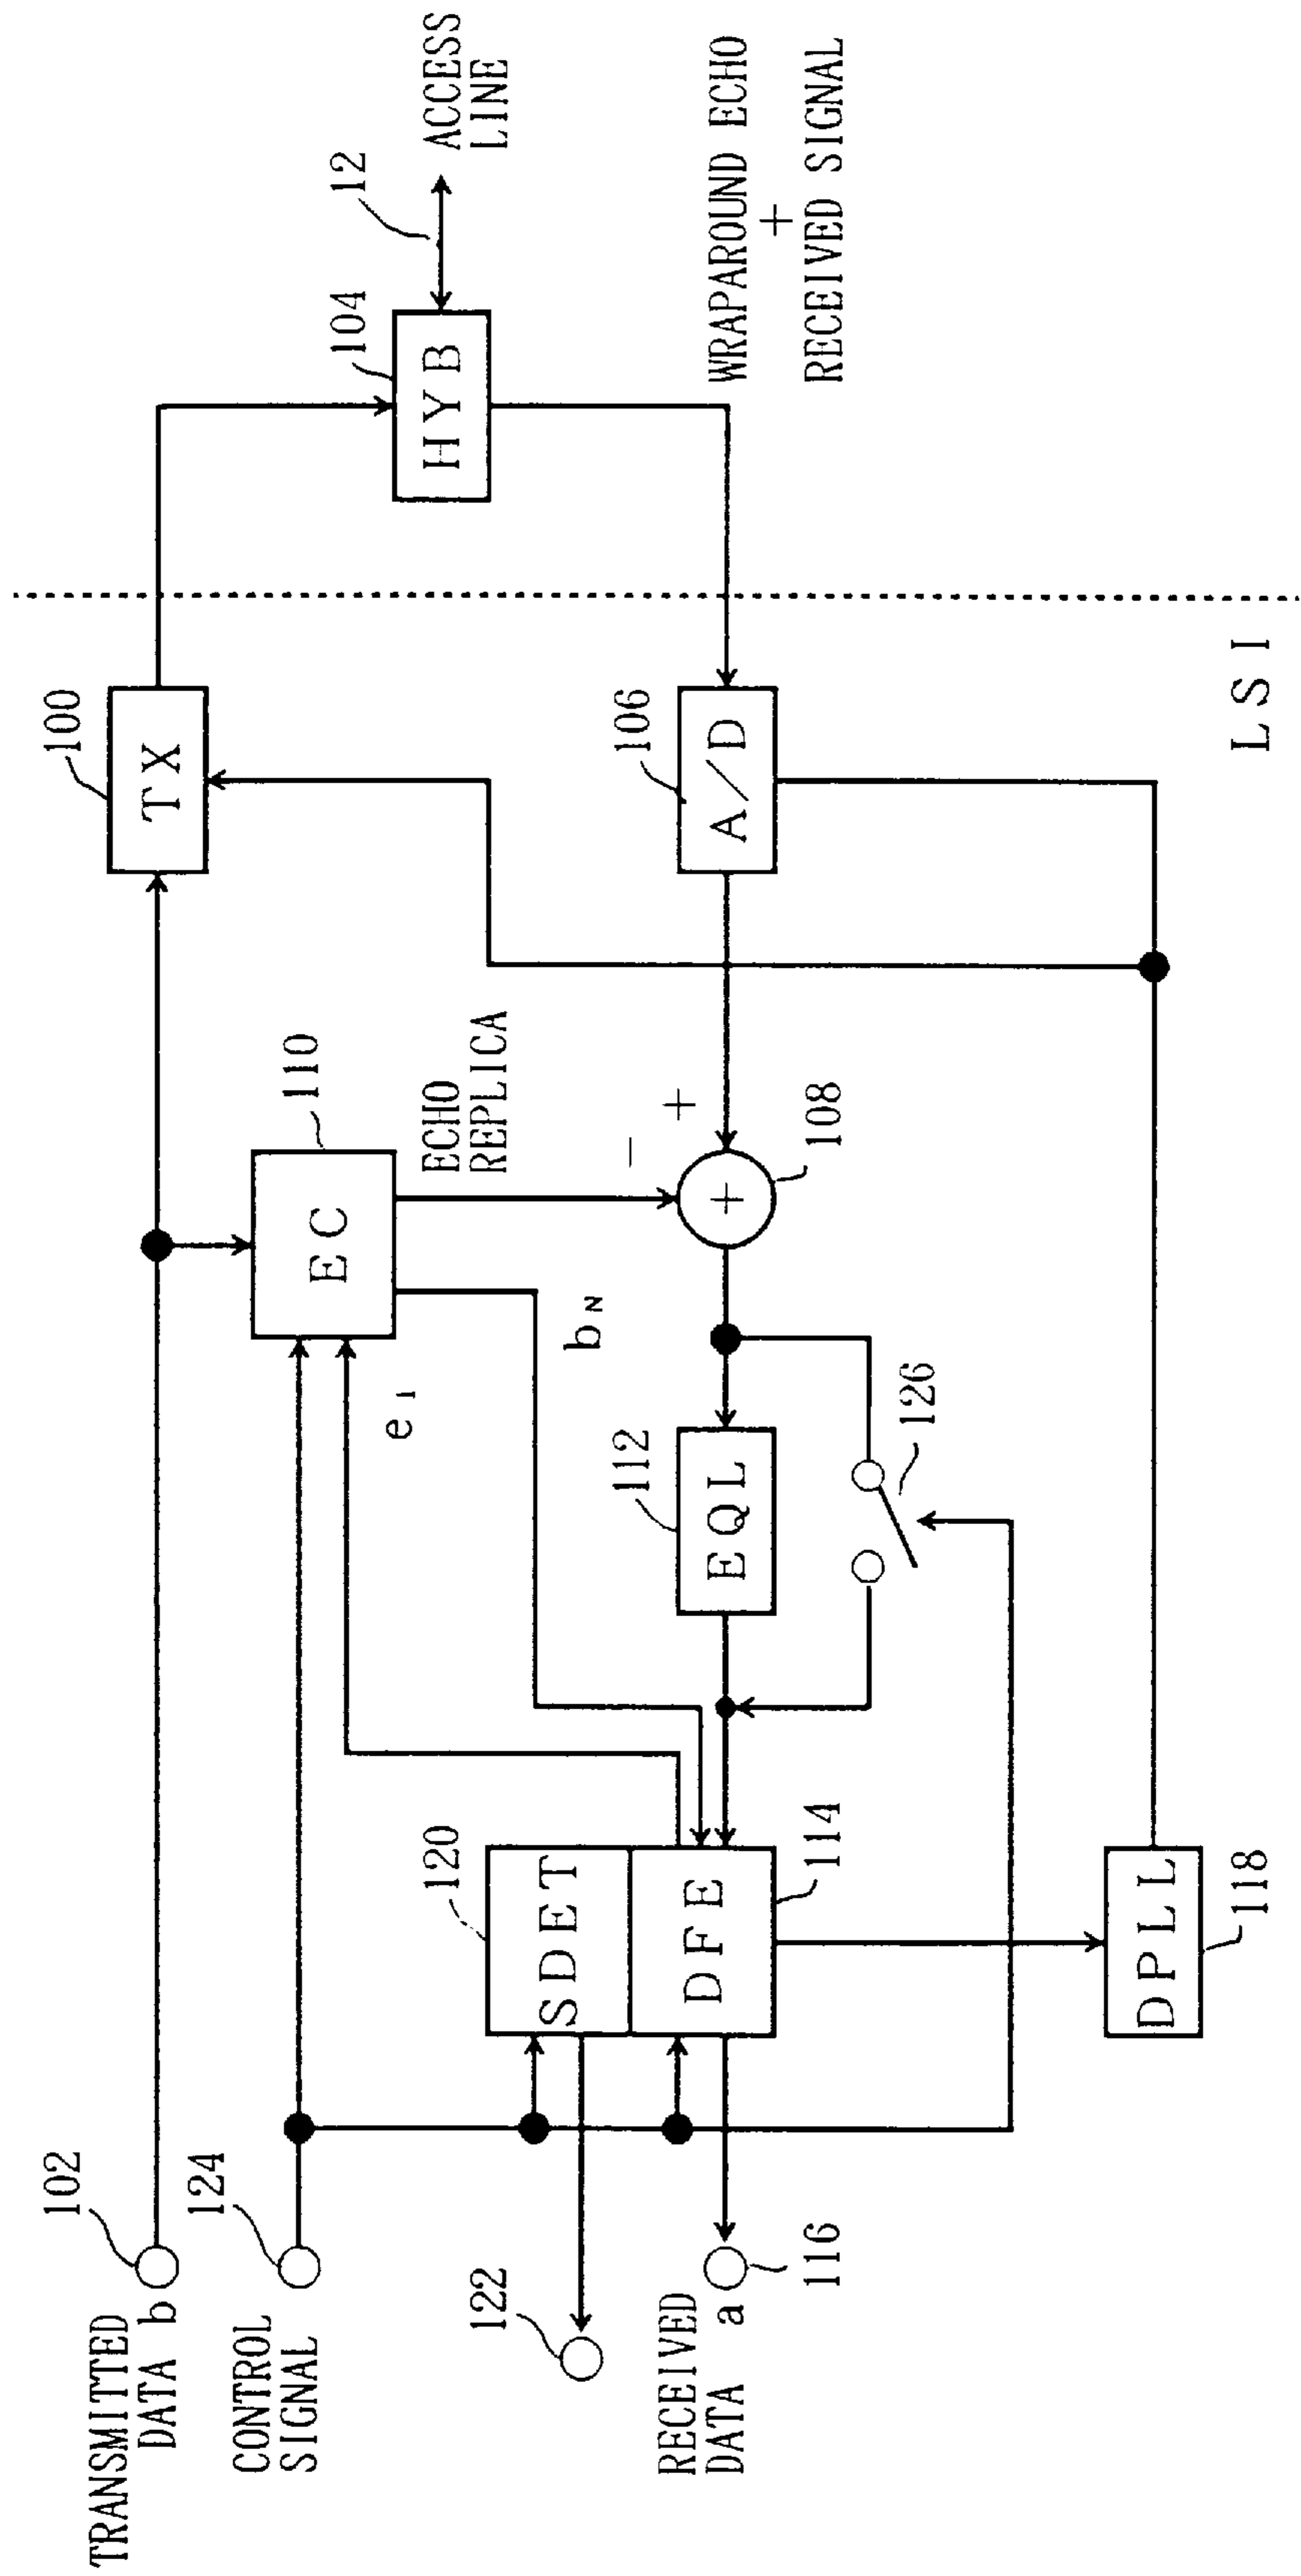 TRANSMITTED
DATA b
102
100
TX
CONTROL
SIGNAL
124
110
EC
104
HYB
12
ACCESS
LINE
e1
ECHO
REPLICA
bN
122
120
SDET
RECEIVED
DATA a
116
DFE
114
112
EQL
126
−
+
+
108
106
A/D
WRAPAROUND ECHO
+
RECEIVED SIGNAL
DPLL
118
LSI